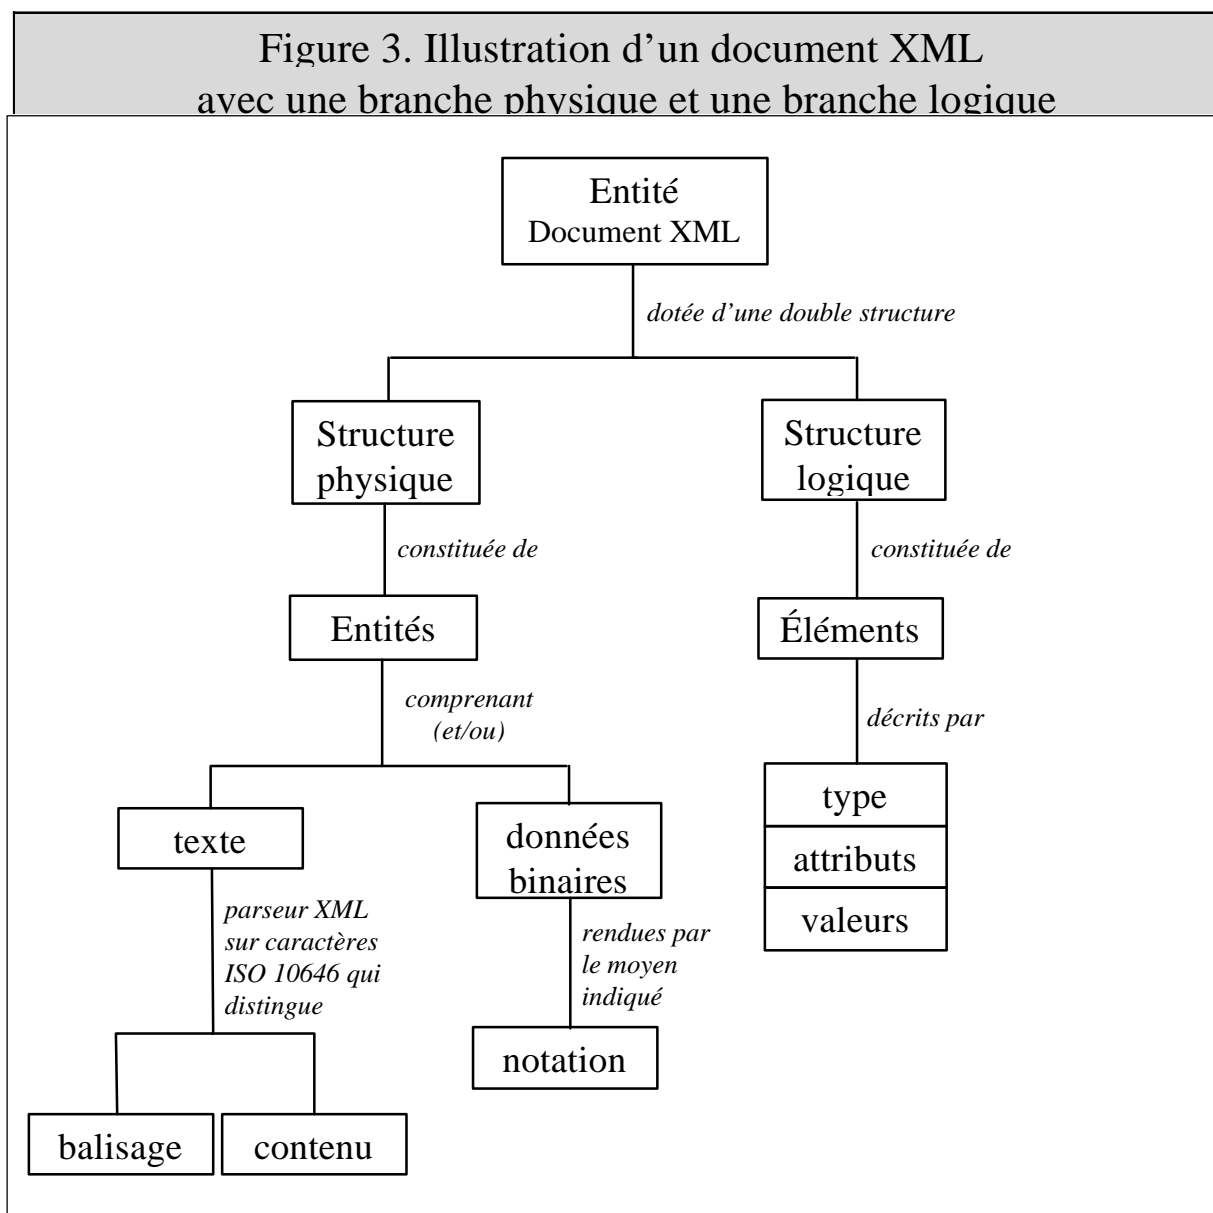 Figure 3. Illustration d’un document XML
avec une branche physique et une branche logique
Entité
Document XML
dotée d’une double structure
Structure
physique
Structure
logique
constituée de
constituée de
Entités
Éléments
comprenant
(et/ou)
décrits par
texte
données
binaires
type
attributs
valeurs
parseur XML
sur caractères
ISO 10646 qui
distingue
rendues par
le moyen
indiqué
notation
balisage
contenu